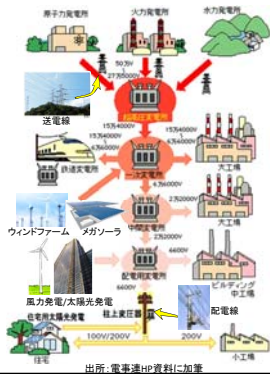 原子力発電所
火力発電所
水力発電所
50万V
27万5000V
送電線
超高圧変電所
15万4000V
15万4000V
6万6000V
鉄道変電所
一次変電所
大工場
6万6000V
ウィンドファーム
メガソーラ
2万2000V
中間変電所
大工場
2万2000V
6600V
配電用変電所
風力発電/太陽光発電
6600V
ビルディング
中工場
柱上変圧器
配電線
住宅用太陽光発電
100V/200V
200V
住宅
小工場
出所:電事連HP資料に加筆